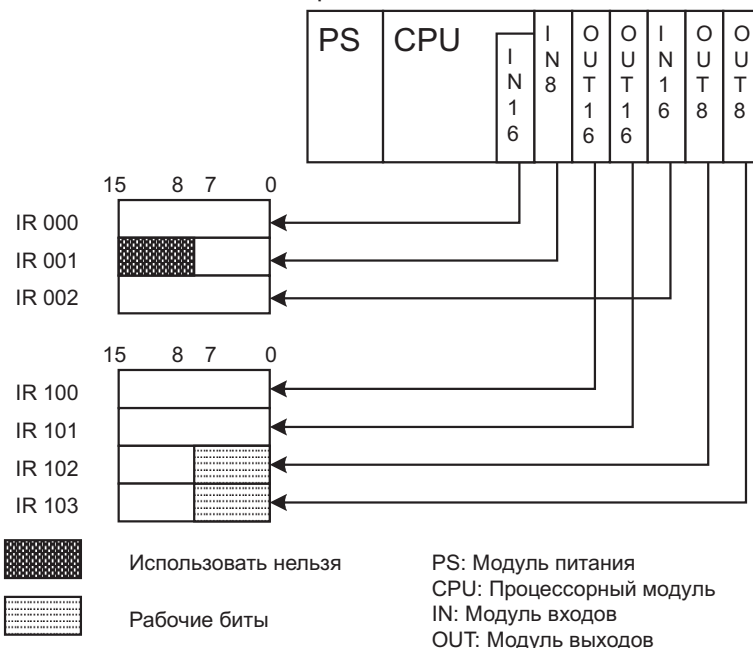 PS CPU
IN16
IN8
OUT16
OUT16
IN16
OUT8
OUT8
15 8 7 0
IR 000
IR 001
IR 002
15 8 7 0
IR 100
IR 101
IR 102
IR 103
Использовать нельзя
Рабочие биты
PS: Модуль питания
CPU: Процессорный модуль
IN: Модуль входов
OUT: Модуль выходов